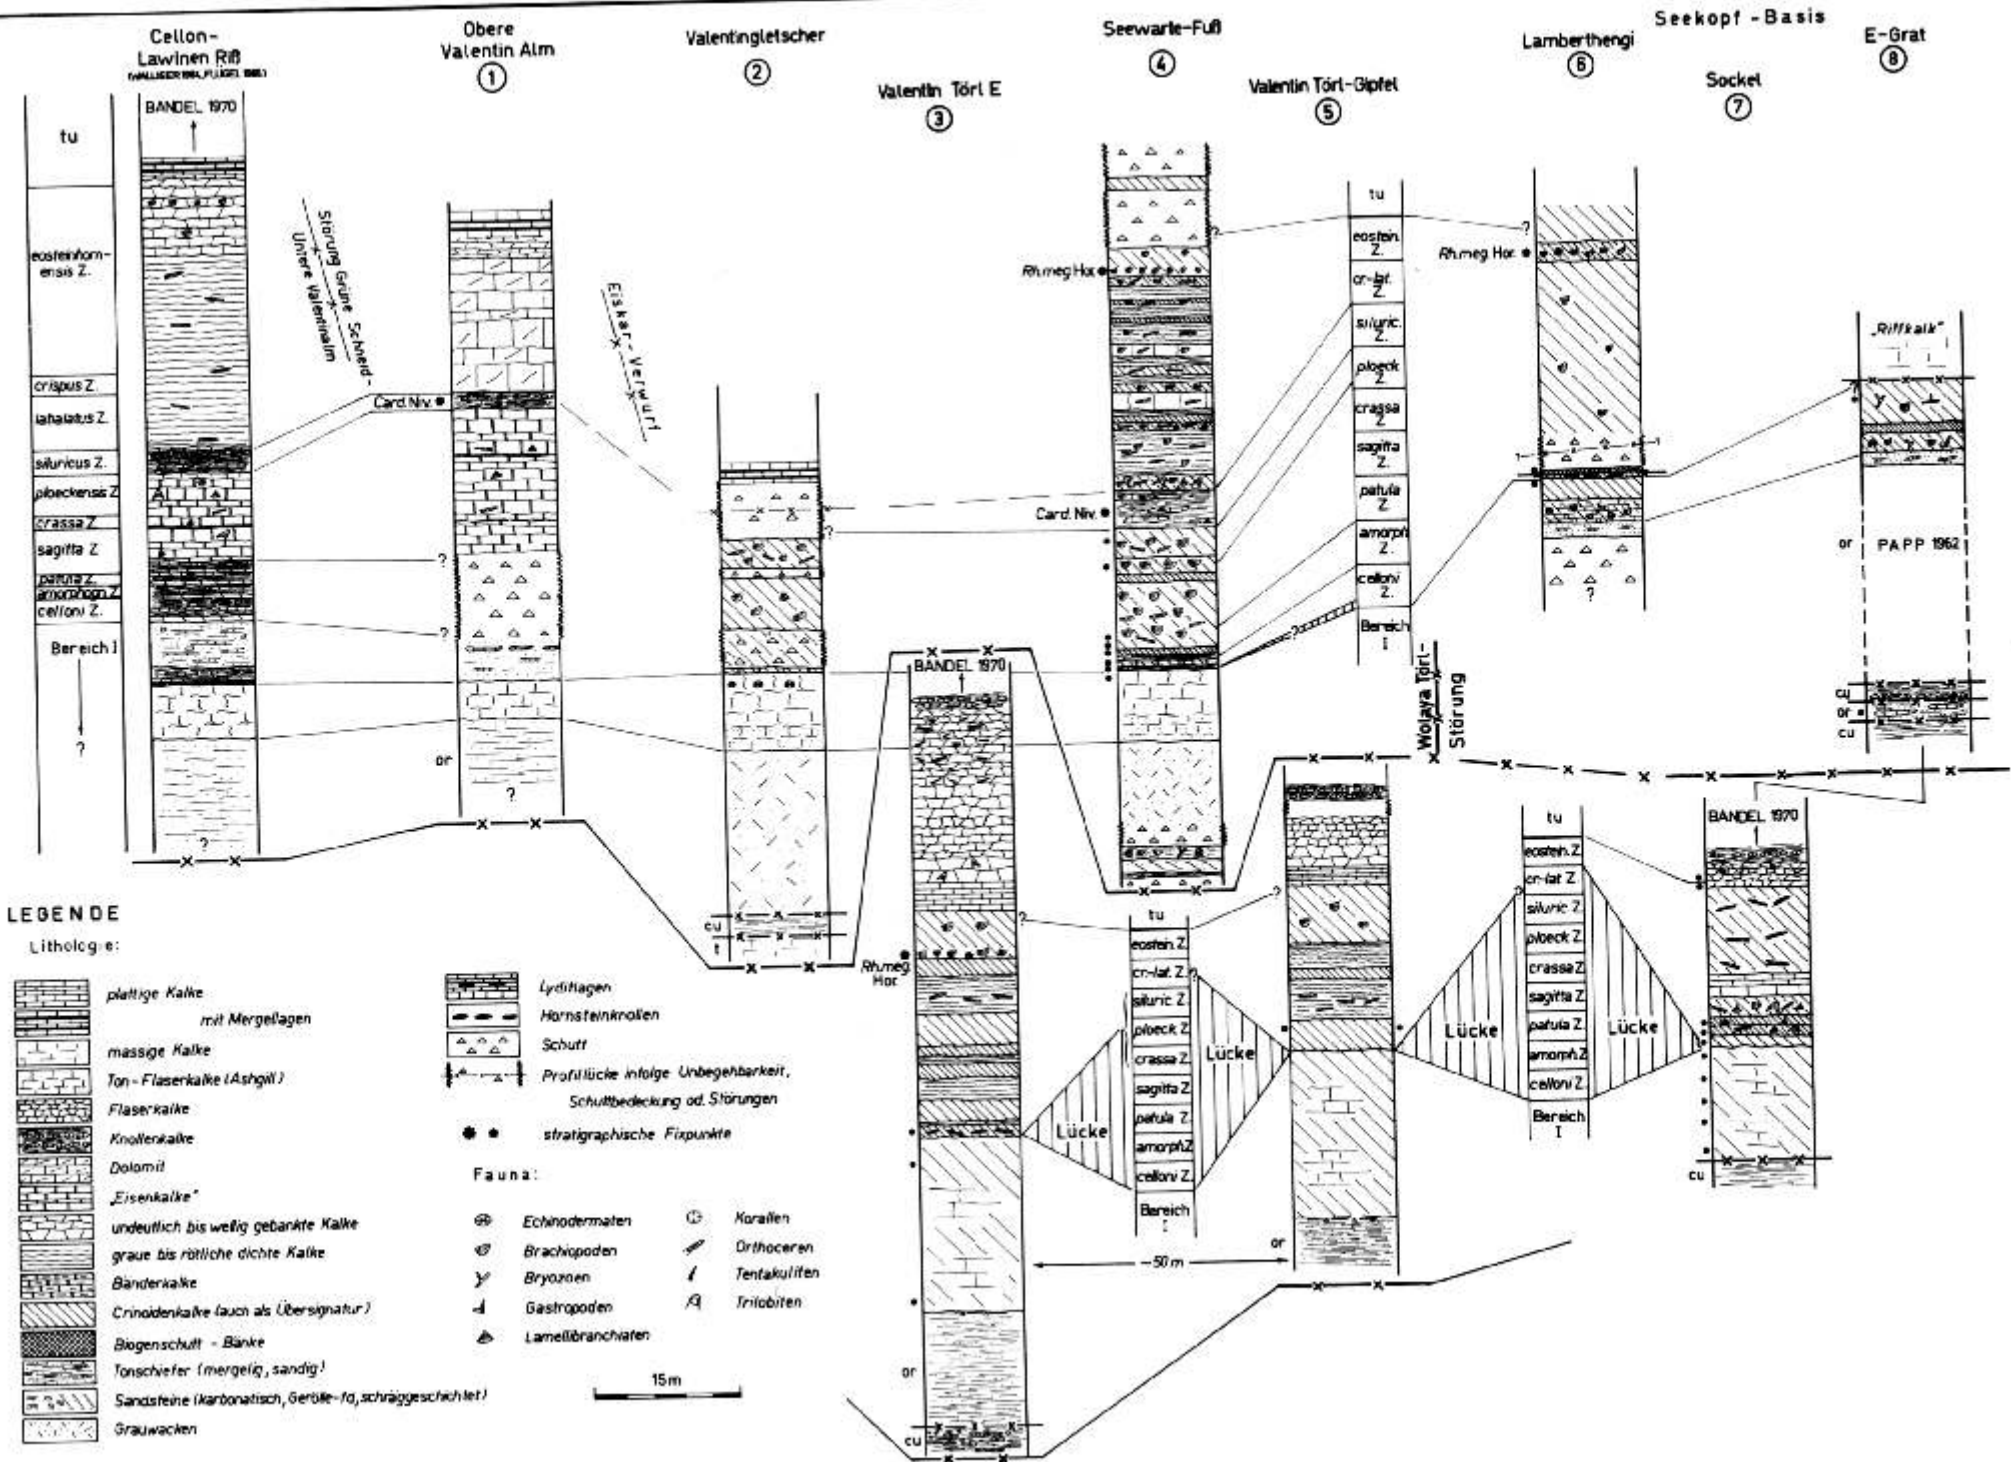 Seekopf - Basis
Cellon-
Lawinen Riß
BANDEL 1970
Obere
Valentin Alm
①
Valentingletscher
②
Valentin Törl E
③
Seewarte-Fuß
④
Valentin Törl-Gipfel
⑤
Lamberthengi
⑥
Sockel
⑦
E-Grat
⑧
tu
eosteinhorn-
ensis Z.
crispus Z.
latialatus Z.
siluricus Z.
ploeckensis Z
crassa Z
sagitta Z
patula Z.
amorphogn. Z
celloni Z.
Bereich I
?
?
Störung Grüne Schneid-
Untere Valentinalm
Card. Niv.
?
?
or
?
Eiskar-Verwurf
?
cu
t
BANDEL 1970
?
Rh.meg.
Hor.
or
cu
Rh.meg Hor.
?
Card. Niv.
?
tu
eostein.
Z.
cr-lat.
Z.
siluric.
Z.
ploeck
Z.
crassa
Z
sagitta
Z.
patula
Z.
amorph
Z.
celloni
Z.
Bereich
I
?
Rh.meg. Hor.
?
Wolaya Törl-
Störung
„Riffkalk"
?
or PAPP 1962
cu
or
cu
tu
eostein. Z.
cr-lat. Z.
siluric Z.
ploeck Z.
crassa Z.
sagitta Z.
patula Z.
amorph Z.
celloni Z.
Bereich
I
Lücke
Lücke
?
?
or
~50 m
tu
eostein. Z.
cr-lat Z.
siluric Z.
ploeck Z.
crassa Z.
sagitta Z.
patula Z.
amorph. Z
celloni Z.
Bereich
I
?
Lücke
Lücke
BANDEL 1970
cu
LEGENDE
Lithologie:
plattige Kalke
mit Mergellagen
massige Kalke
Ton-Flaserkalke (Ashgill)
Flaserkalke
Knollenkalke
Dolomit
„Eisenkalke"
undeutlich bis wellig gebankte Kalke
graue bis rötliche dichte Kalke
Bänderkalke
Crinoidenkalke (auch als Übersignatur)
Biogenschutt - Bänke
Tonschiefer (mergelig, sandig)
Sandsteine (karbonatisch, Gerölle-fd, schräggeschichtet)
Grauwacken
Lyditlagen
Hornsteinknollen
Schutt
Profillücke infolge Unbegehbarkeit,
Schuttbedeckung od. Störungen
stratigraphische Fixpunkte
Fauna:
Echinodermaten
Brachiopoden
Bryozoen
Gastropoden
Lamellibranchiaten
Korallen
Orthoceren
Tentakuliten
Trilobiten
15m